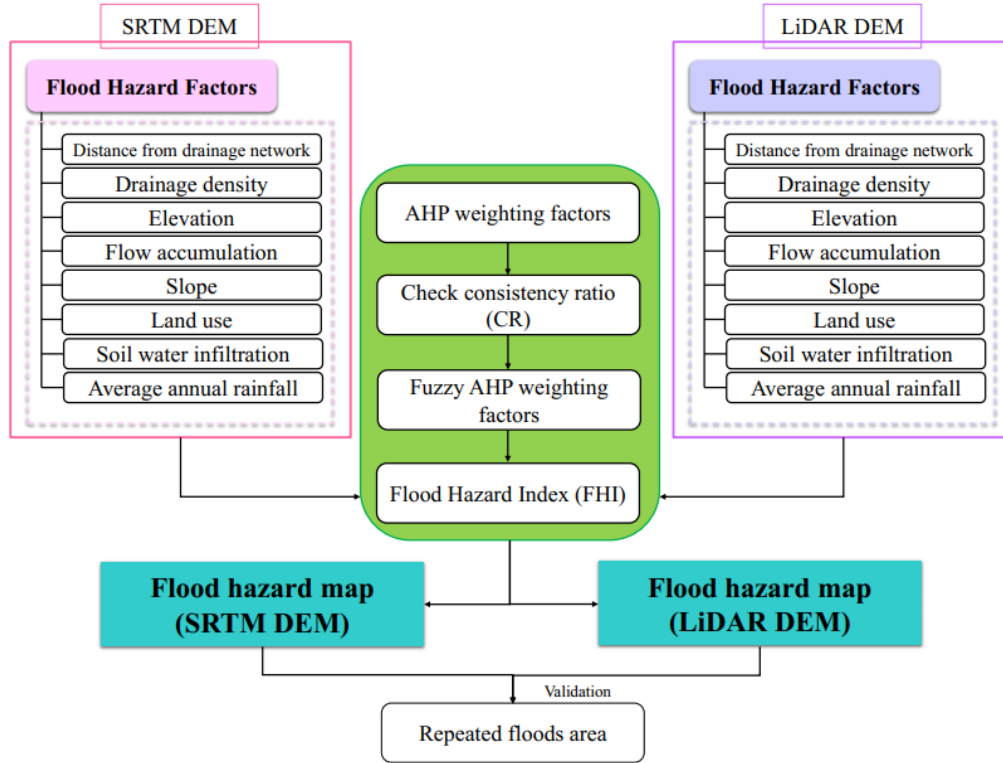 SRTM DEM
Flood Hazard Factors
Distance from drainage network
Drainage density
Elevation
Flow accumulation
Slope
Land use
Soil water infiltration
Average annual rainfall
LiDAR DEM
Flood Hazard Factors
Distance from drainage network
Drainage density
Elevation
Flow accumulation
Slope
Land use
Soil water infiltration
Average annual rainfall
AHP weighting factors
Check consistency ratio
(CR)
Fuzzy AHP weighting
factors
Flood Hazard Index (FHI)
Flood hazard map
(SRTM DEM)
Flood hazard map
(LiDAR DEM)
Validation
Repeated floods area